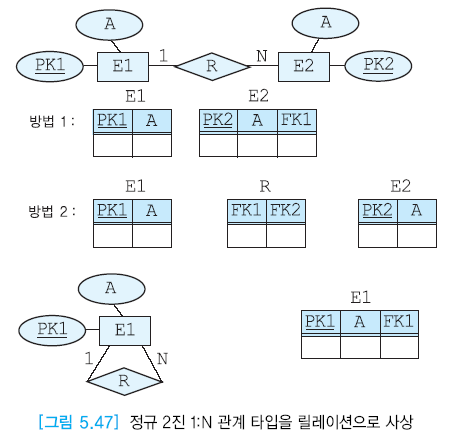 A A
PK1 E1 1 R N E2 PK2
E1 E2
방법 1 : PK1 A PK2 A FK1
E1 R E2
방법 2 : PK1 A FK1 FK2 PK2 A
A
E1
PK1 E1 PK1 A FK1
1 N
R
[그림 5.47] 정규 2진 1:N 관계 타입을 릴레이션으로 사상